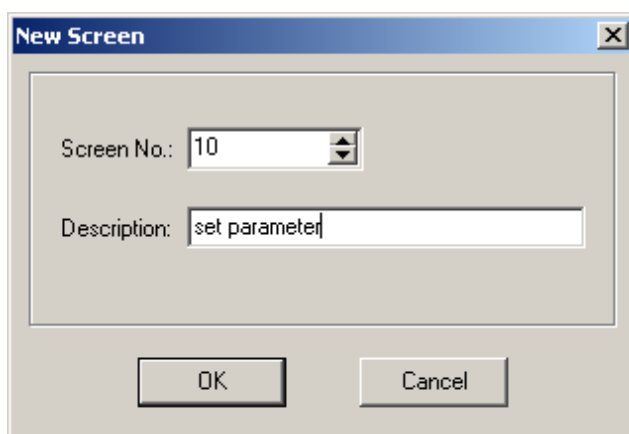 New Screen
Screen No.: 10
Description: set parameter
OK Cancel